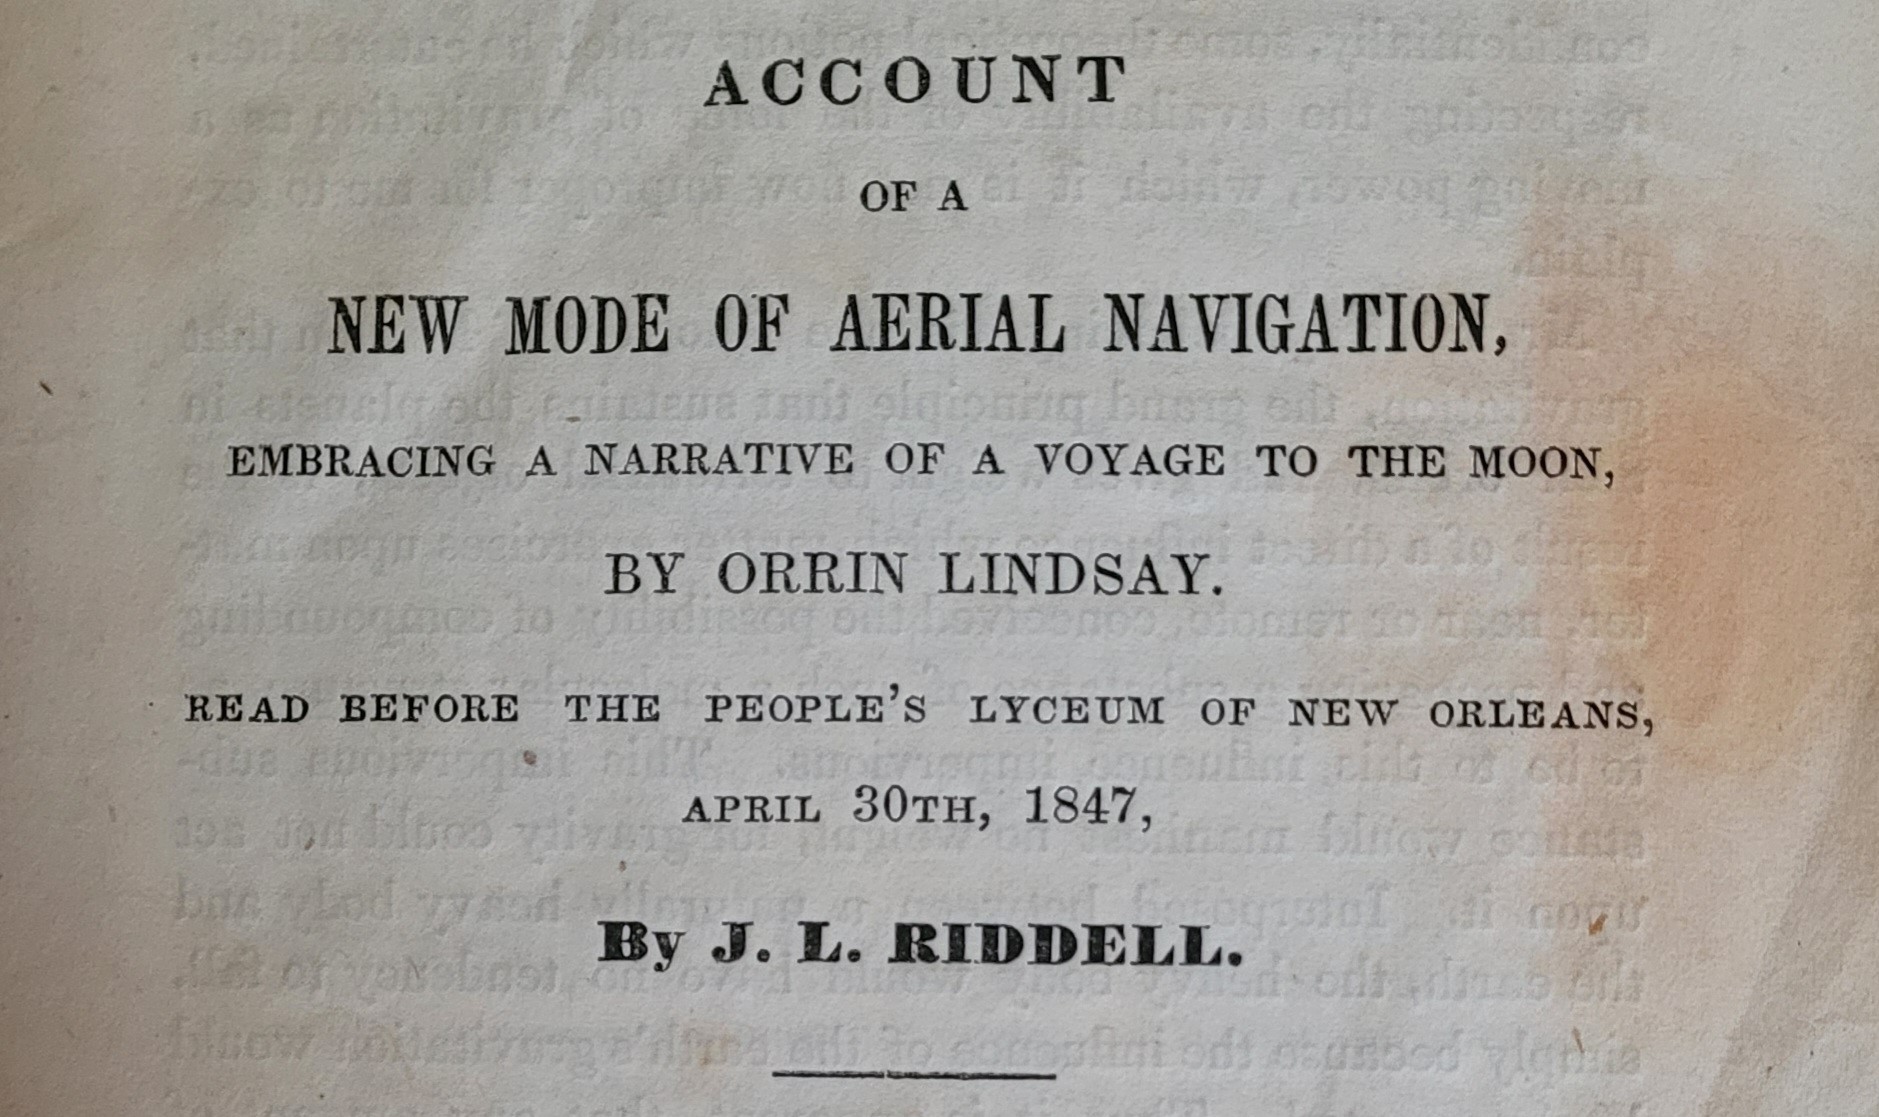 ACCOUNT
OF A
NEW MODE OF AERIAL NAVIGATION,
EMBRACING A NARRATIVE OF A VOYAGE TO THE MOON,
BY ORRIN LINDSAY.
READ BEFORE THE PEOPLE'S LYCEUM OF NEW ORLEANS,
APRIL 30TH, 1847,
By J. L. RIDDELL.